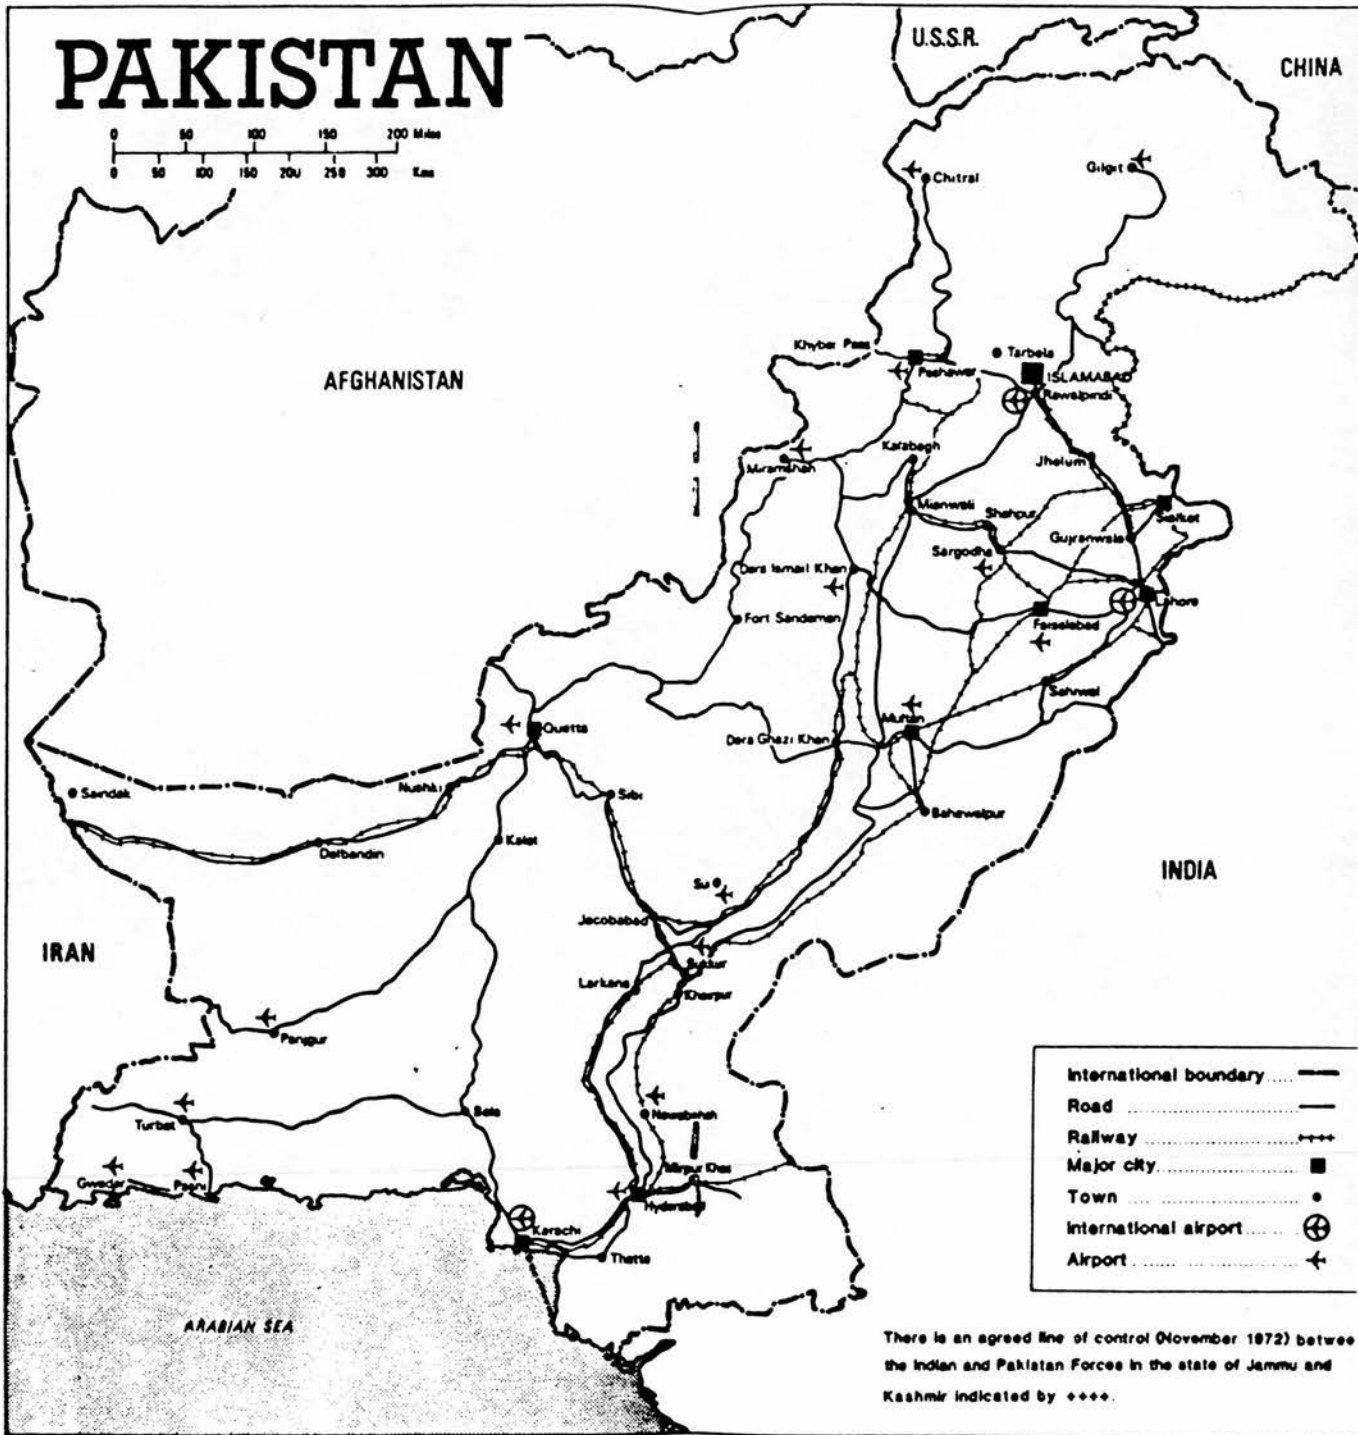 PAKISTAN
0 50 100 150 200 Miles
0 50 100 150 200 250 300 Kms
U.S.S.R.
CHINA
Chitral
Gilgit
Khyber Pass
Peshawar
Tarbela
ISLAMABAD
Rawalpindi
AFGHANISTAN
Miramshah
Kalabagh
Jhelum
Mianwali
Shahpur
Sialkot
Gujranwala
Sargodha
Dera Ismail Khan
Lahore
Fort Sandeman
Faisalabad
Sahiwal
Quetta
Multan
Dera Ghazi Khan
Saindak
Nushki
Sibi
Bahawalpur
Dalbandin
Kalat
INDIA
Sui
Jacobabad
IRAN
Sukkur
Larkana
Khairpur
Panjgur
Turbat
Bela
Nawabshah
Gwadar
Pasni
Mirpur Khas
Hyderabad
Karachi
Thatta
ARABIAN SEA
International boundary
Road
Railway
Major city
Town
International airport
Airport
There is an agreed line of control (November 1972) betwee
the Indian and Pakistan Forces in the state of Jammu and
Kashmir indicated by ++++.